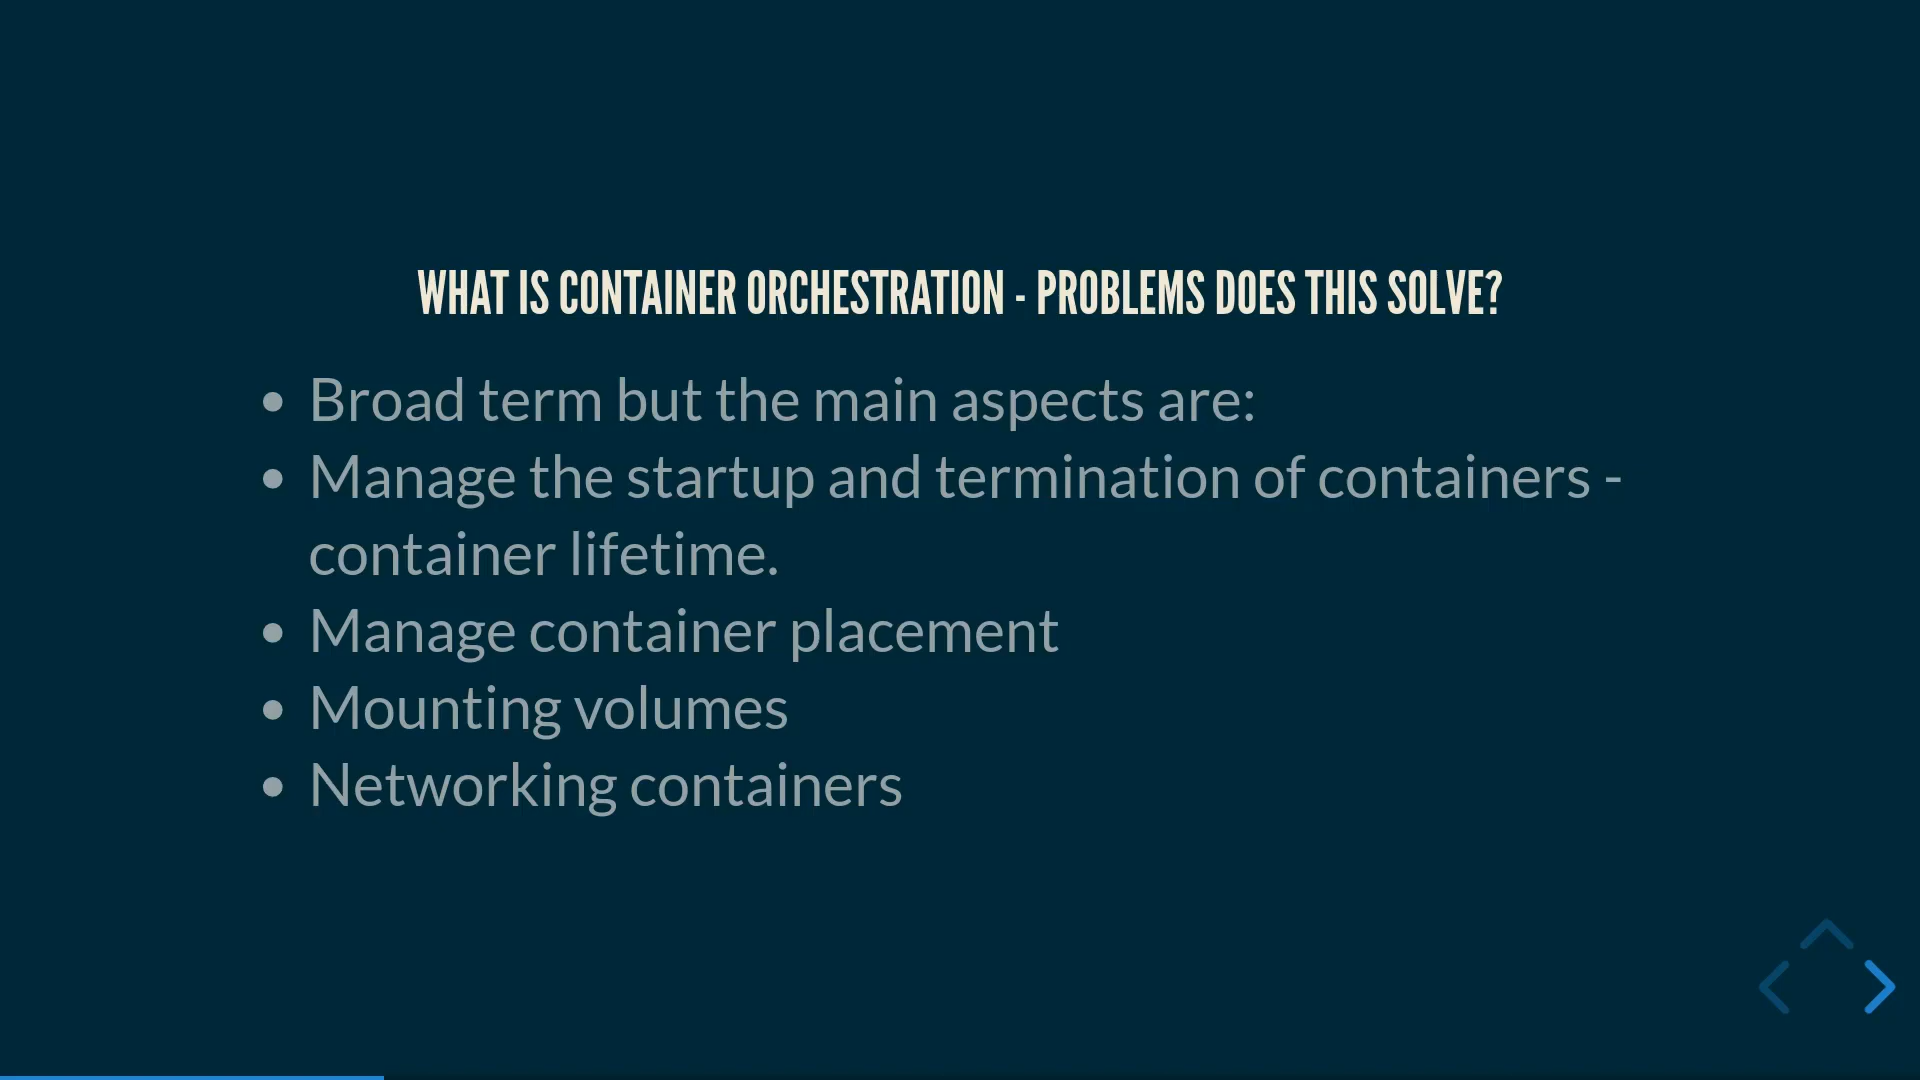 WHAT IS CONTAINER ORCHESTRATION - PROBLEMS DOES THIS SOLVE?
• Broad term but the main aspects are:
• Manage the startup and termination of containers -
container lifetime.
• Manage container placement
• Mounting volumes
• Networking containers